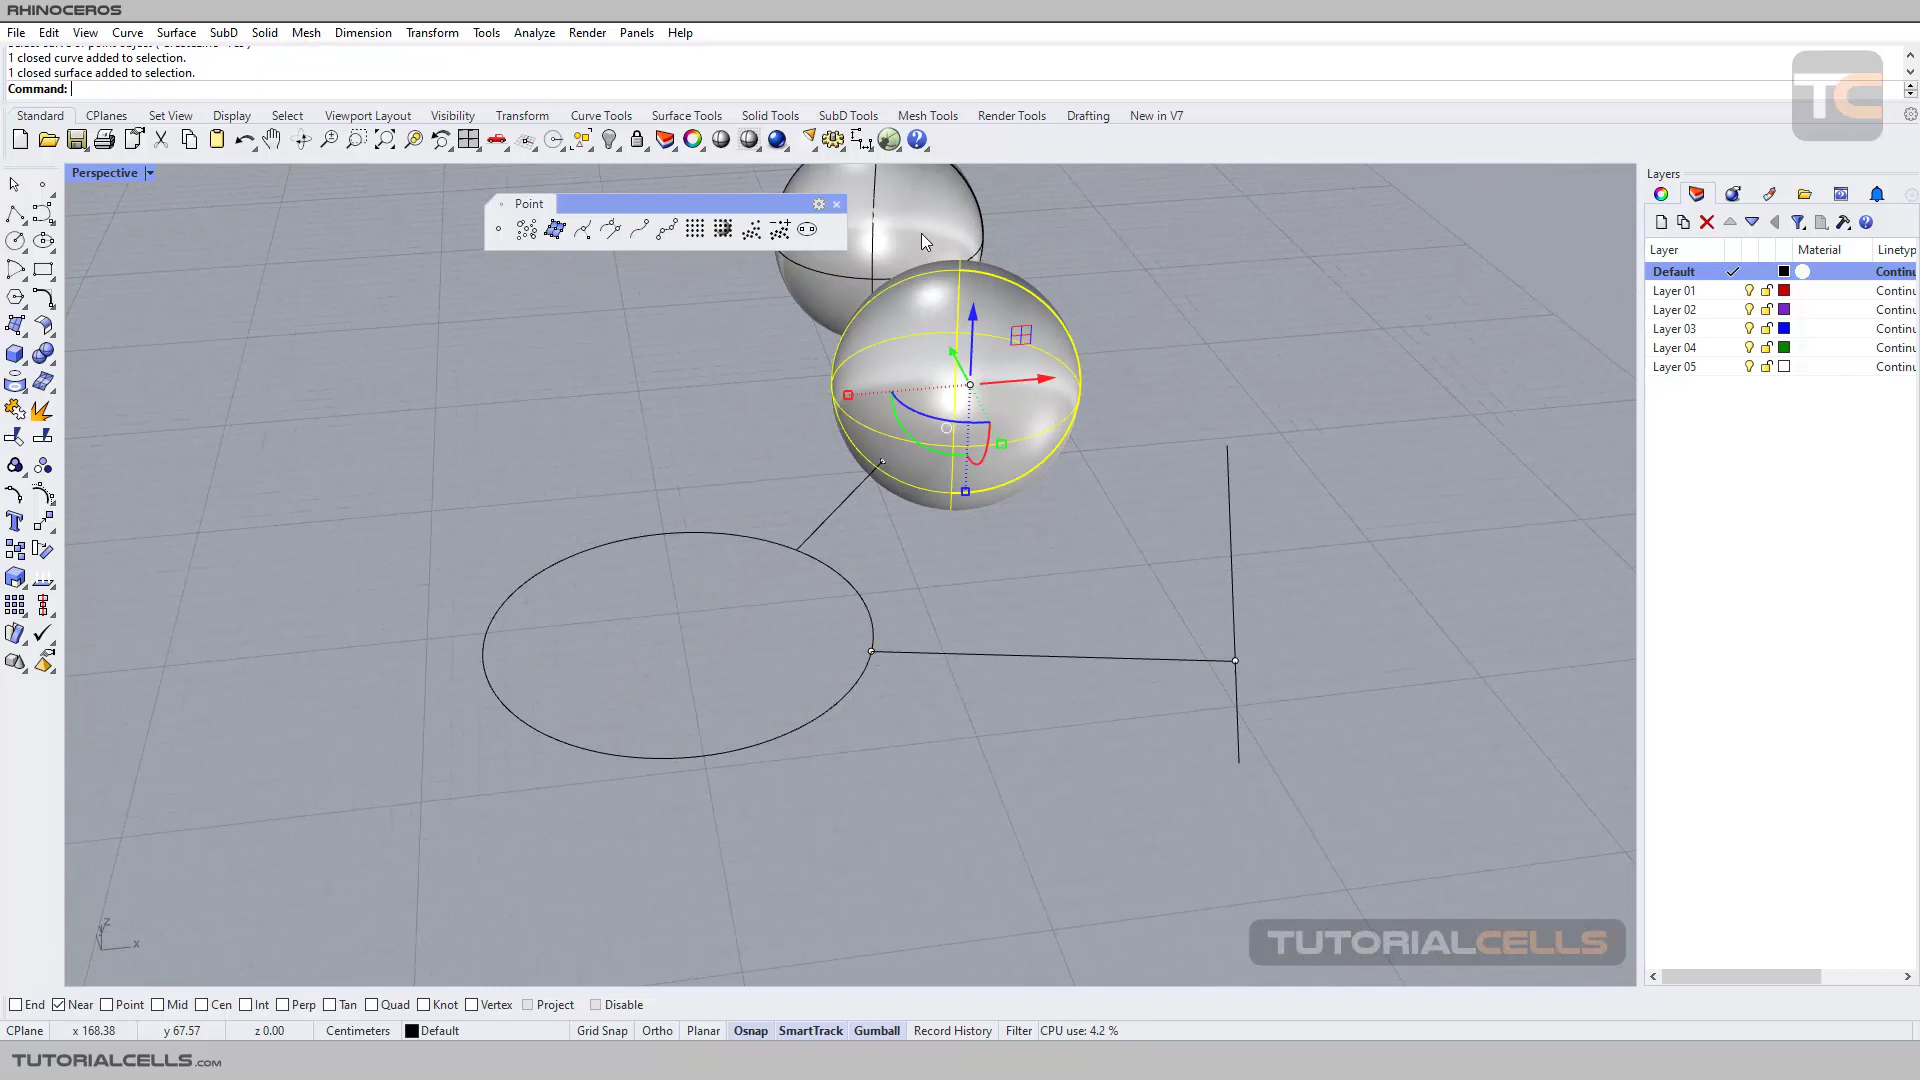 RHINOCEROS
File Edit View Curve Surface SubD Solid Mesh Dimension Transform Tools Analyze Render Panels Help
1 closed curve added to selection.
1 closed surface added to selection.
Command:
TC
Standard CPlanes Set View Display Select Viewport Layout Visibility Transform Curve Tools Surface Tools Solid Tools SubD Tools Mesh Tools Render Tools Drafting New in V7
Perspective
Layers
Point
Layer Material Linetyp
Default Continu
Layer 01 Continu
Layer 02 Continu
Layer 03 Continu
Layer 04 Continu
Layer 05 Continu
z
y
x
TUTORIALCELLS
End Near Point Mid Cen Int Perp Tan Quad Knot Vertex Project Disable
CPlane x 168.38 y 67.57 z 0.00 Centimeters Default Grid Snap Ortho Planar Osnap SmartTrack Gumball Record History Filter CPU use: 4.2 %
TUTORIALCELLS.COM